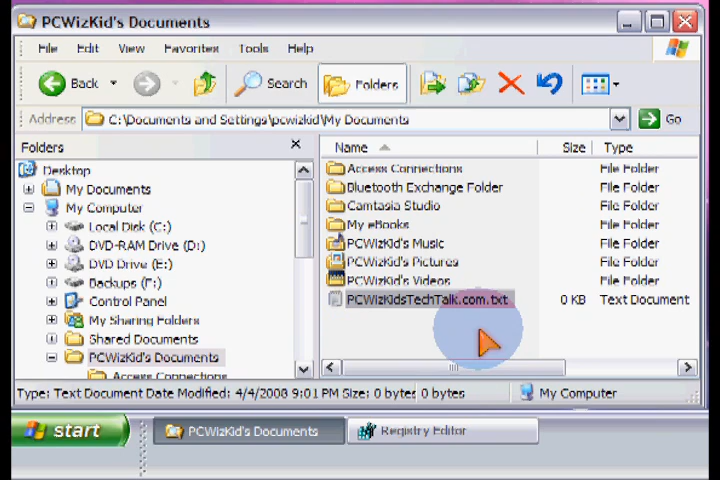 PCWizKid's Documents
File Edit View Favorites Tools Help
Back Search Folders
Address C:\Documents and Settings\pcwizkid\My Documents Go
Folders x Name Size Type
Desktop
My Documents
My Computer
Local Disk (C:)
DVD-RAM Drive (D:)
DVD Drive (E:)
Backups (F:)
Control Panel
My Sharing Folders
Shared Documents
PCWizKid's Documents
Access Connections
Access Connections File Folder
Bluetooth Exchange Folder File Folder
Camtasia Studio File Folder
My eBooks File Folder
PCWizKid's Music File Folder
PCWizKid's Pictures File Folder
PCWizKid's Videos File Folder
PCWizKidsTechTalk.com.txt 0 KB Text Document
Type: Text Document Date Modified: 4/4/2008 9:01 PM Size: 0 bytes 0 bytes My Computer
start PCWizKid's Documents Registry Editor